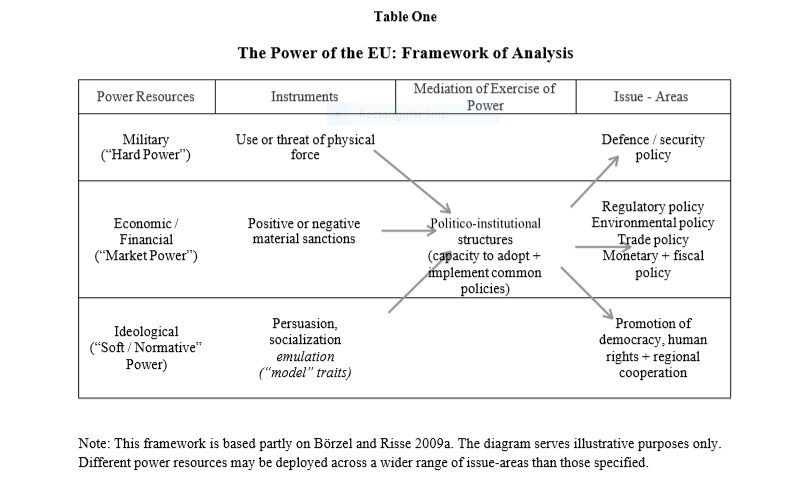 Table One
The Power of the EU: Framework of Analysis
Power Resources
Instruments
Mediation of Exercise of
Power
Issue - Areas
Rectangular Snip
Military
(“Hard Power”)
Use or threat of physical
force
Defence / security
policy
Economic /
Financial
(“Market Power”)
Positive or negative
material sanctions
Politico-institutional
structures
(capacity to adopt +
implement common
policies)
Regulatory policy
Environmental policy
Trade policy
Monetary + fiscal
policy
Ideological
(“Soft / Normative”
Power)
Persuasion,
socialization
emulation
(“model” traits)
Promotion of
democracy, human
rights + regional
cooperation
Note: This framework is based partly on Börzel and Risse 2009a. The diagram serves illustrative purposes only.
Different power resources may be deployed across a wider range of issue-areas than those specified.